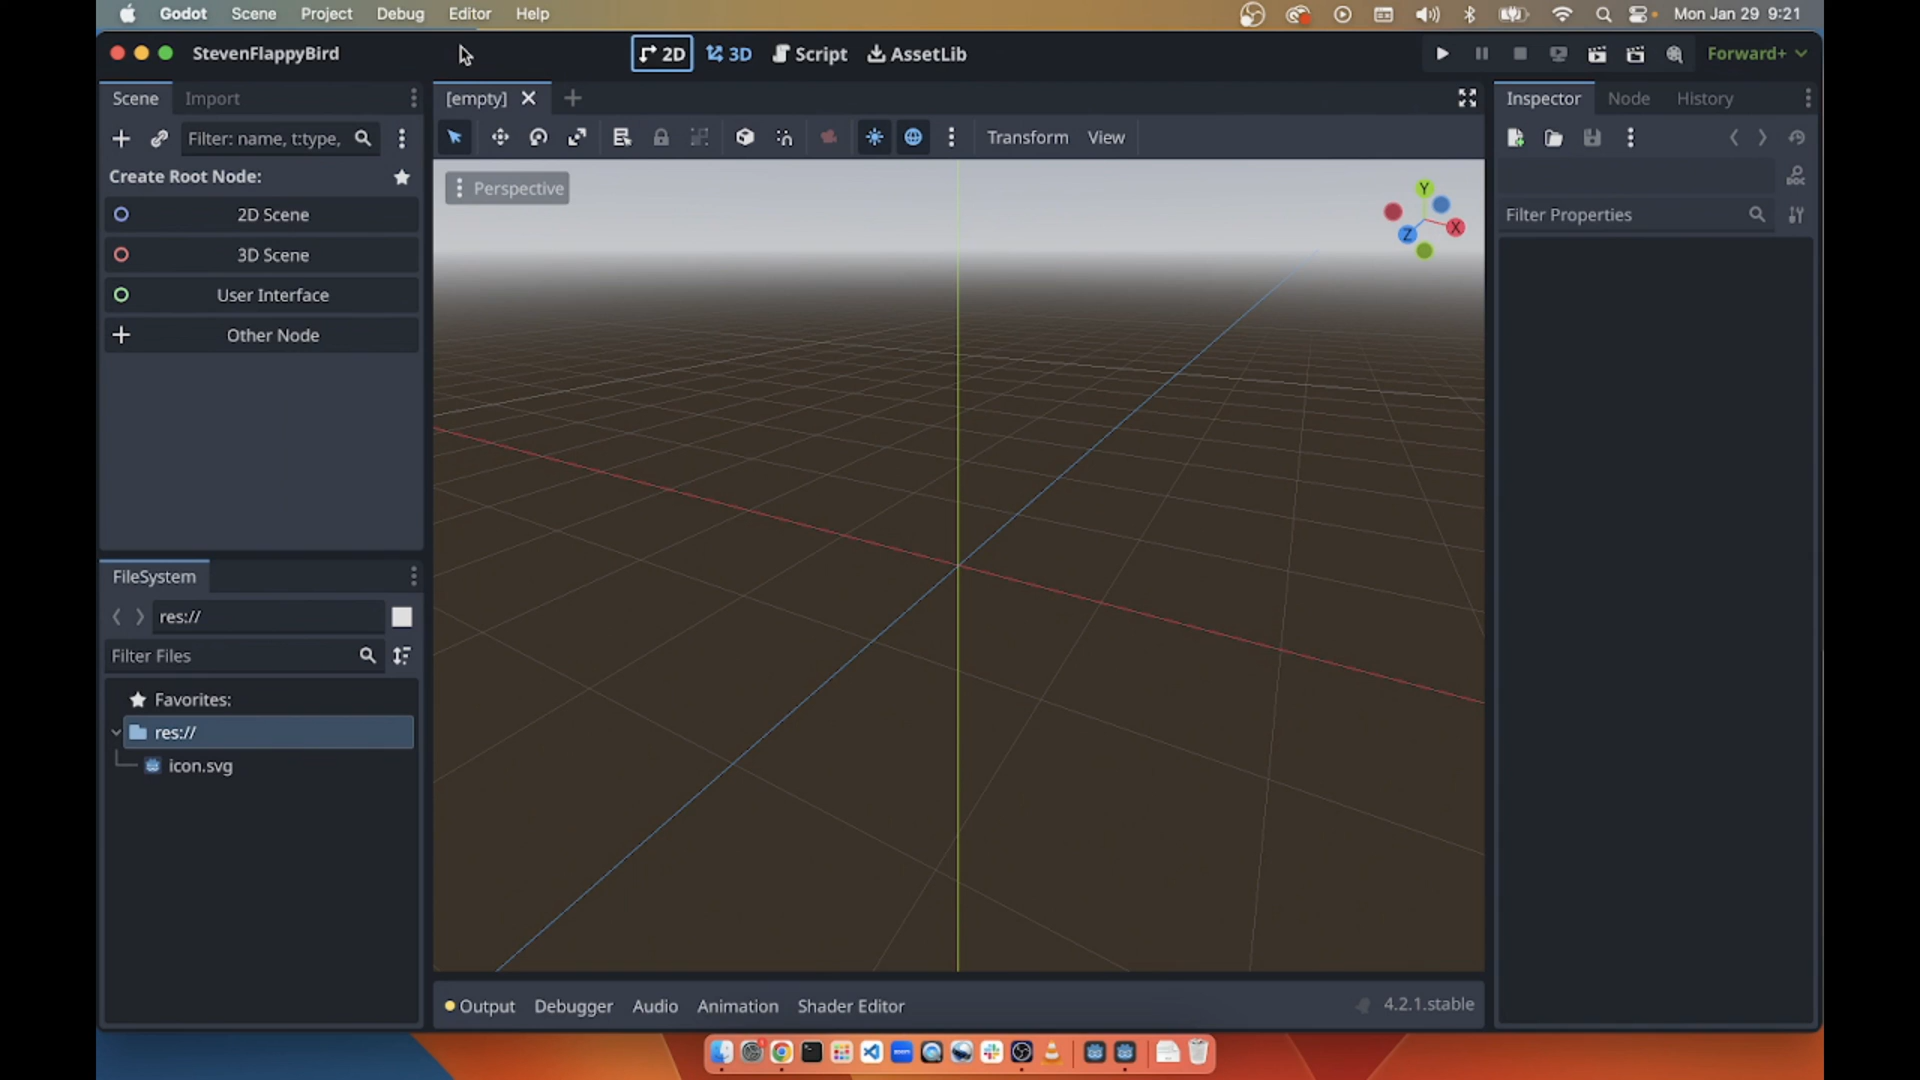 Godot Scene Project Debug Editor Help Mon Jan 29 9:21
StevenFlappyBird 2D 3D Script AssetLib Forward+
Scene Import [empty] Inspector Node History
Filter: name, t:type, Transform View
Create Root Node:
Perspective
DOC
2D Scene
Filter Properties
3D Scene
User Interface
Other Node
Y
X
Z
FileSystem
res://
Filter Files
Favorites:
res://
icon.svg
Output Debugger Audio Animation Shader Editor 4.2.1.stable
zoom